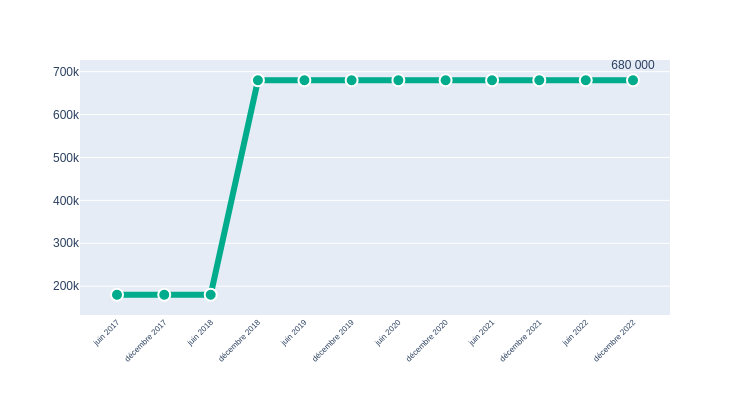 680 000
700k
600k
500k
400k
300k
200k
juin 2017
décembre 2017
juin 2018
décembre 2018
juin 2019
décembre 2019
juin 2020
décembre 2020
juin 2021
décembre 2021
juin 2022
décembre 2022